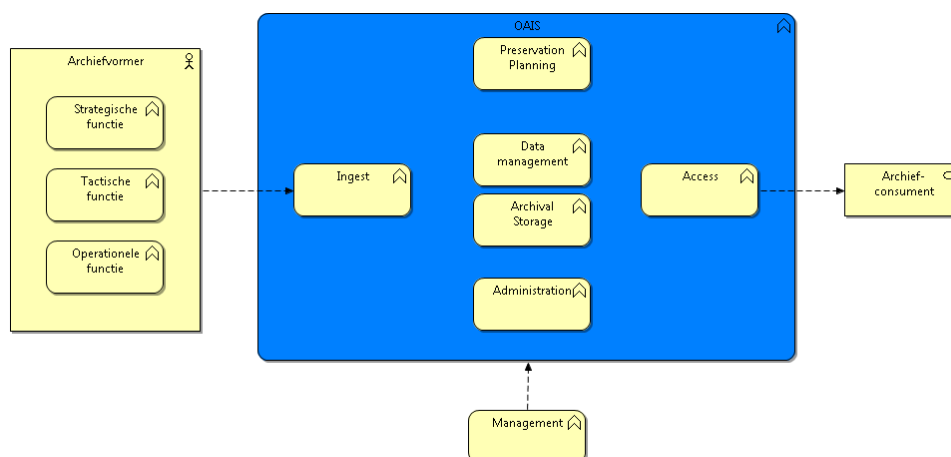 OAIS
Archiefvormer
Strategische
functie
Tactische
functie
Operationele
functie
Preservation
Planning
Ingest
Data
management
Archival
Storage
Administration
Access
Archief-
consument
Management